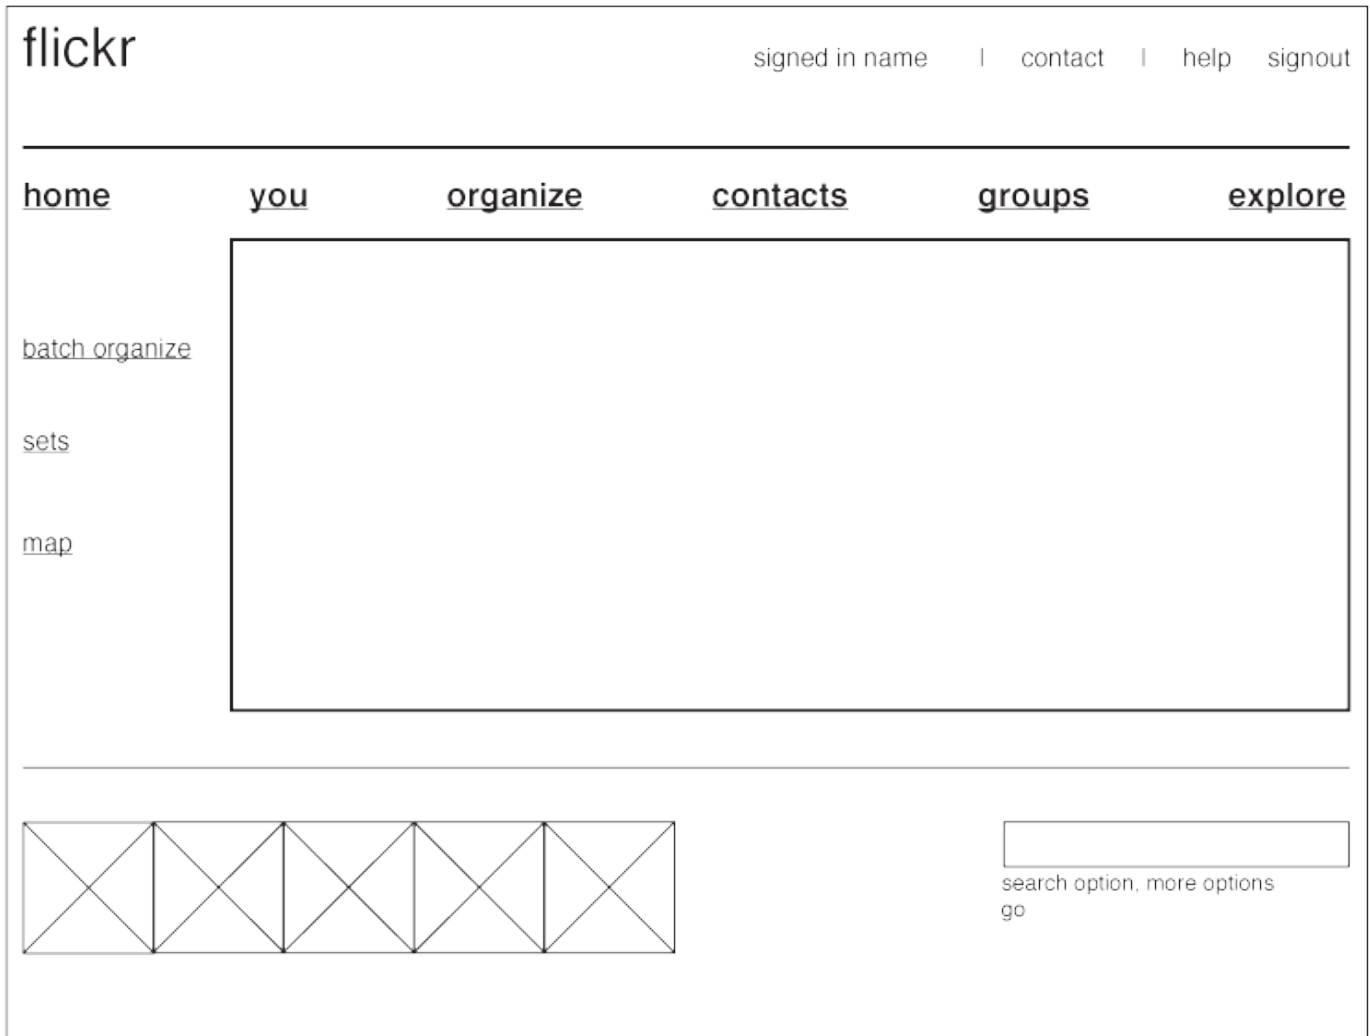 flickr
signed in name | contact | help signout
home you organize contacts groups explore
batch organize
sets
map
search option, more options
go